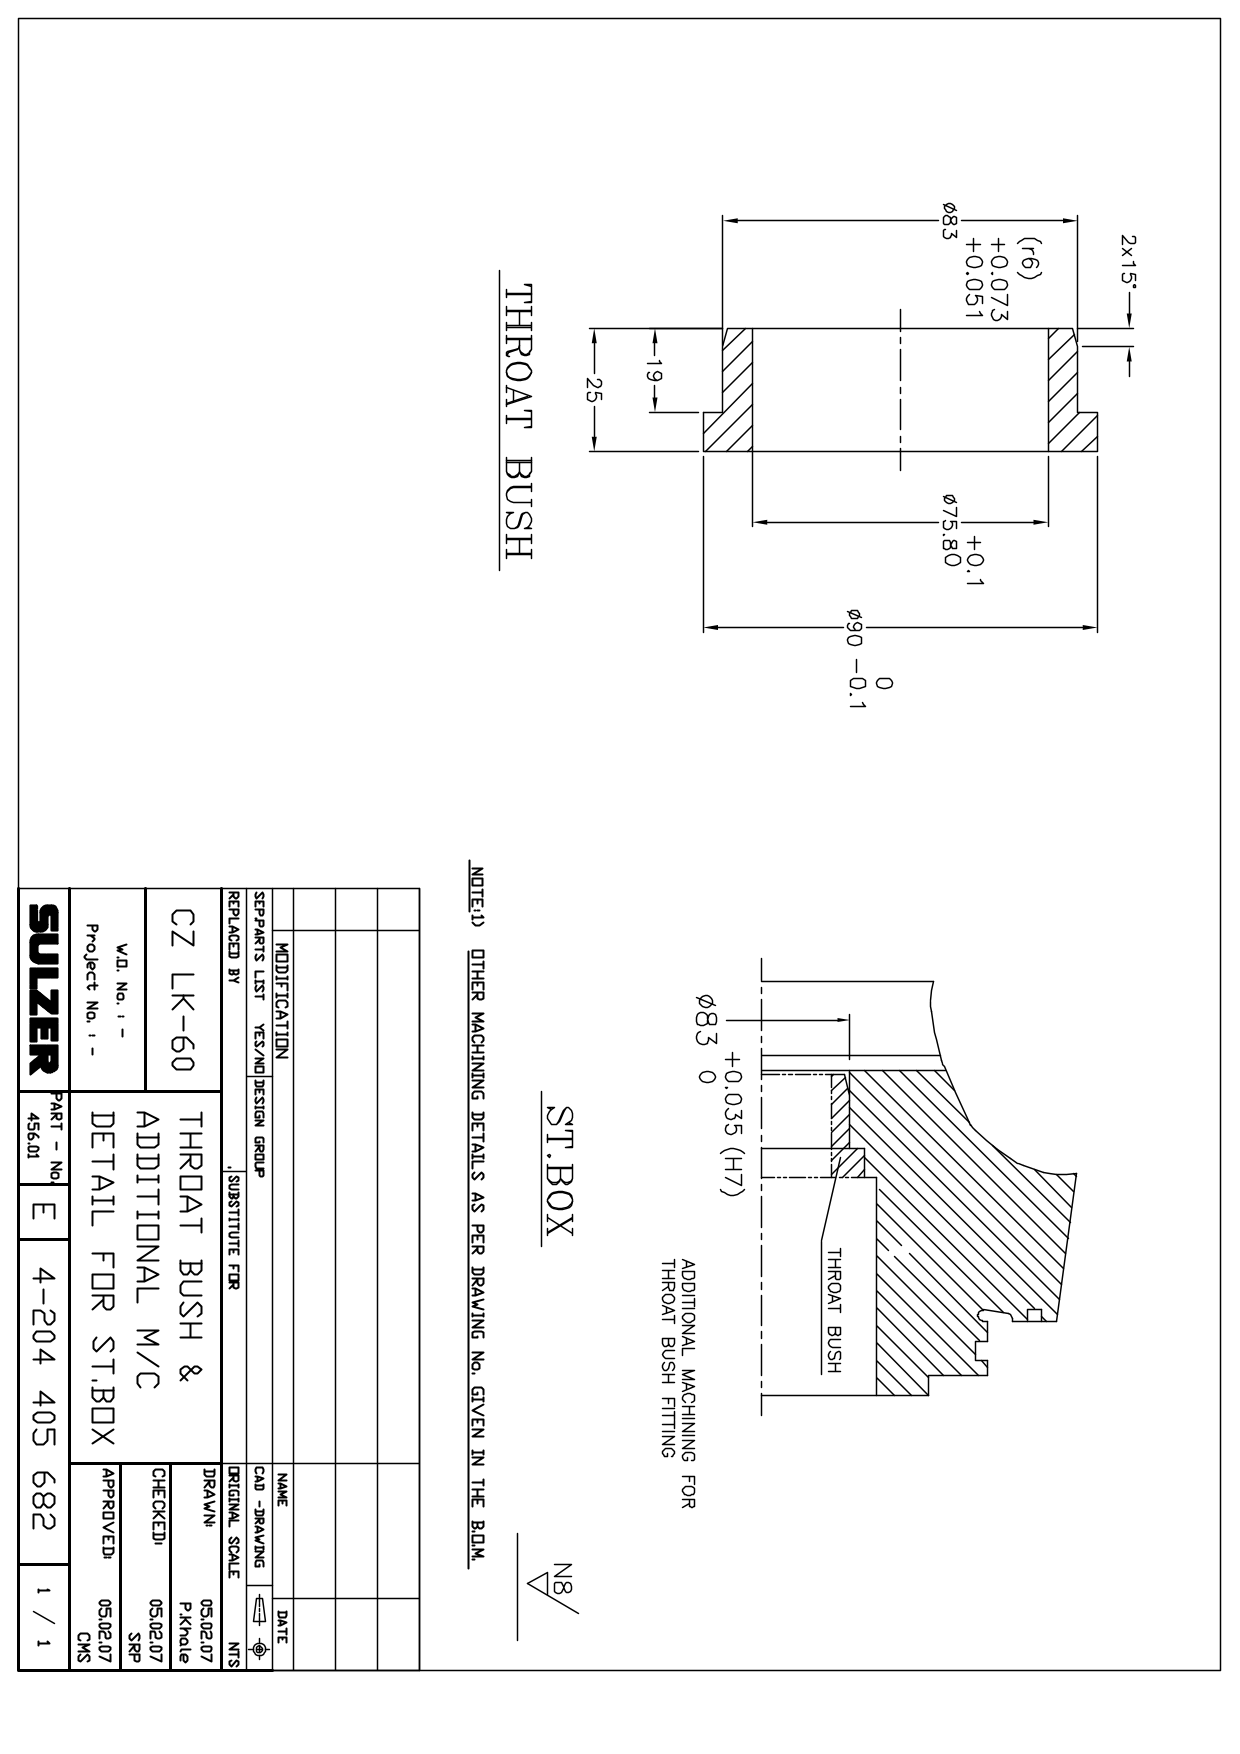 2x15°
(r6)
+0.073
+0.051
ø83
+0.1
ø75.80
0
ø90 -0.1
19
25
THROAT BUSH
ø83
+0.035 (H7)
0
THROAT BUSH
ADDITIONAL MACHINING FOR
THROAT BUSH FITTING
ST.BOX
N8
NOTE:1) OTHER MACHINING DETAILS AS PER DRAWING No. GIVEN IN THE B.O.M.
MODIFICATION
NAME
DATE
SEP.PARTS LIST YES/NO
DESIGN GROUP
CAD -DRAWING
REPLACED BY
SUBSTITUTE FOR
ORIGINAL SCALE NTS
CZ LK-60
THROAT BUSH &
ADDITIONAL M/C
DETAIL FOR ST.BOX
DRAWN: 05.02.07
P.Khale
CHECKED: 05.02.07
SRP
APPROVED: 05.02.07
CMS
W.O. No. : -
Project No. : -
SULZER
PART - No.
456.01
E
4-204 405 682
1 / 1